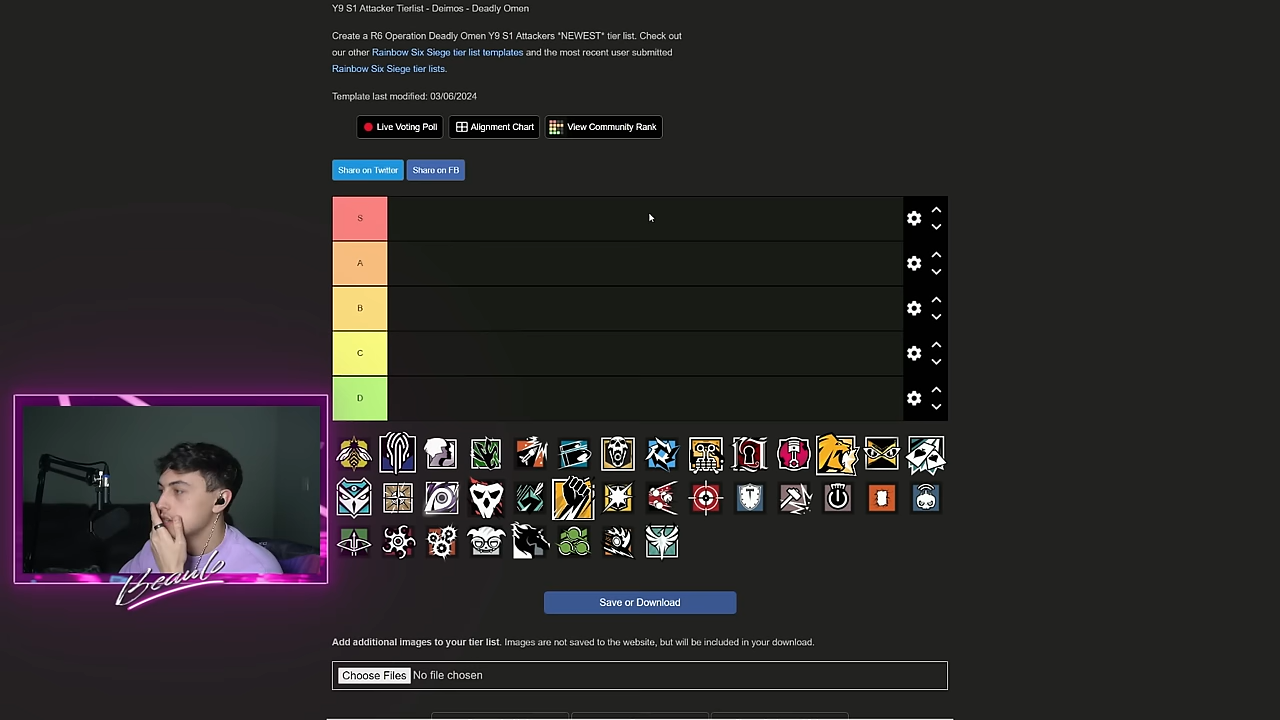 Y9 S1 Attacker Tierlist - Deimos - Deadly Omen
Create a R6 Operation Deadly Omen Y9 S1 Attackers *NEWEST* tier list. Check out
our other Rainbow Six Siege tier list templates and the most recent user submitted
Rainbow Six Siege tier lists.
Template last modified: 03/06/2024
Live Voting Poll
Alignment Chart
View Community Rank
Share on Twitter
Share on FB
S
A
B
C
D
Beaulo
Save or Download
Add additional images to your tier list. Images are not saved to the website, but will be included in your download.
Choose Files No file chosen